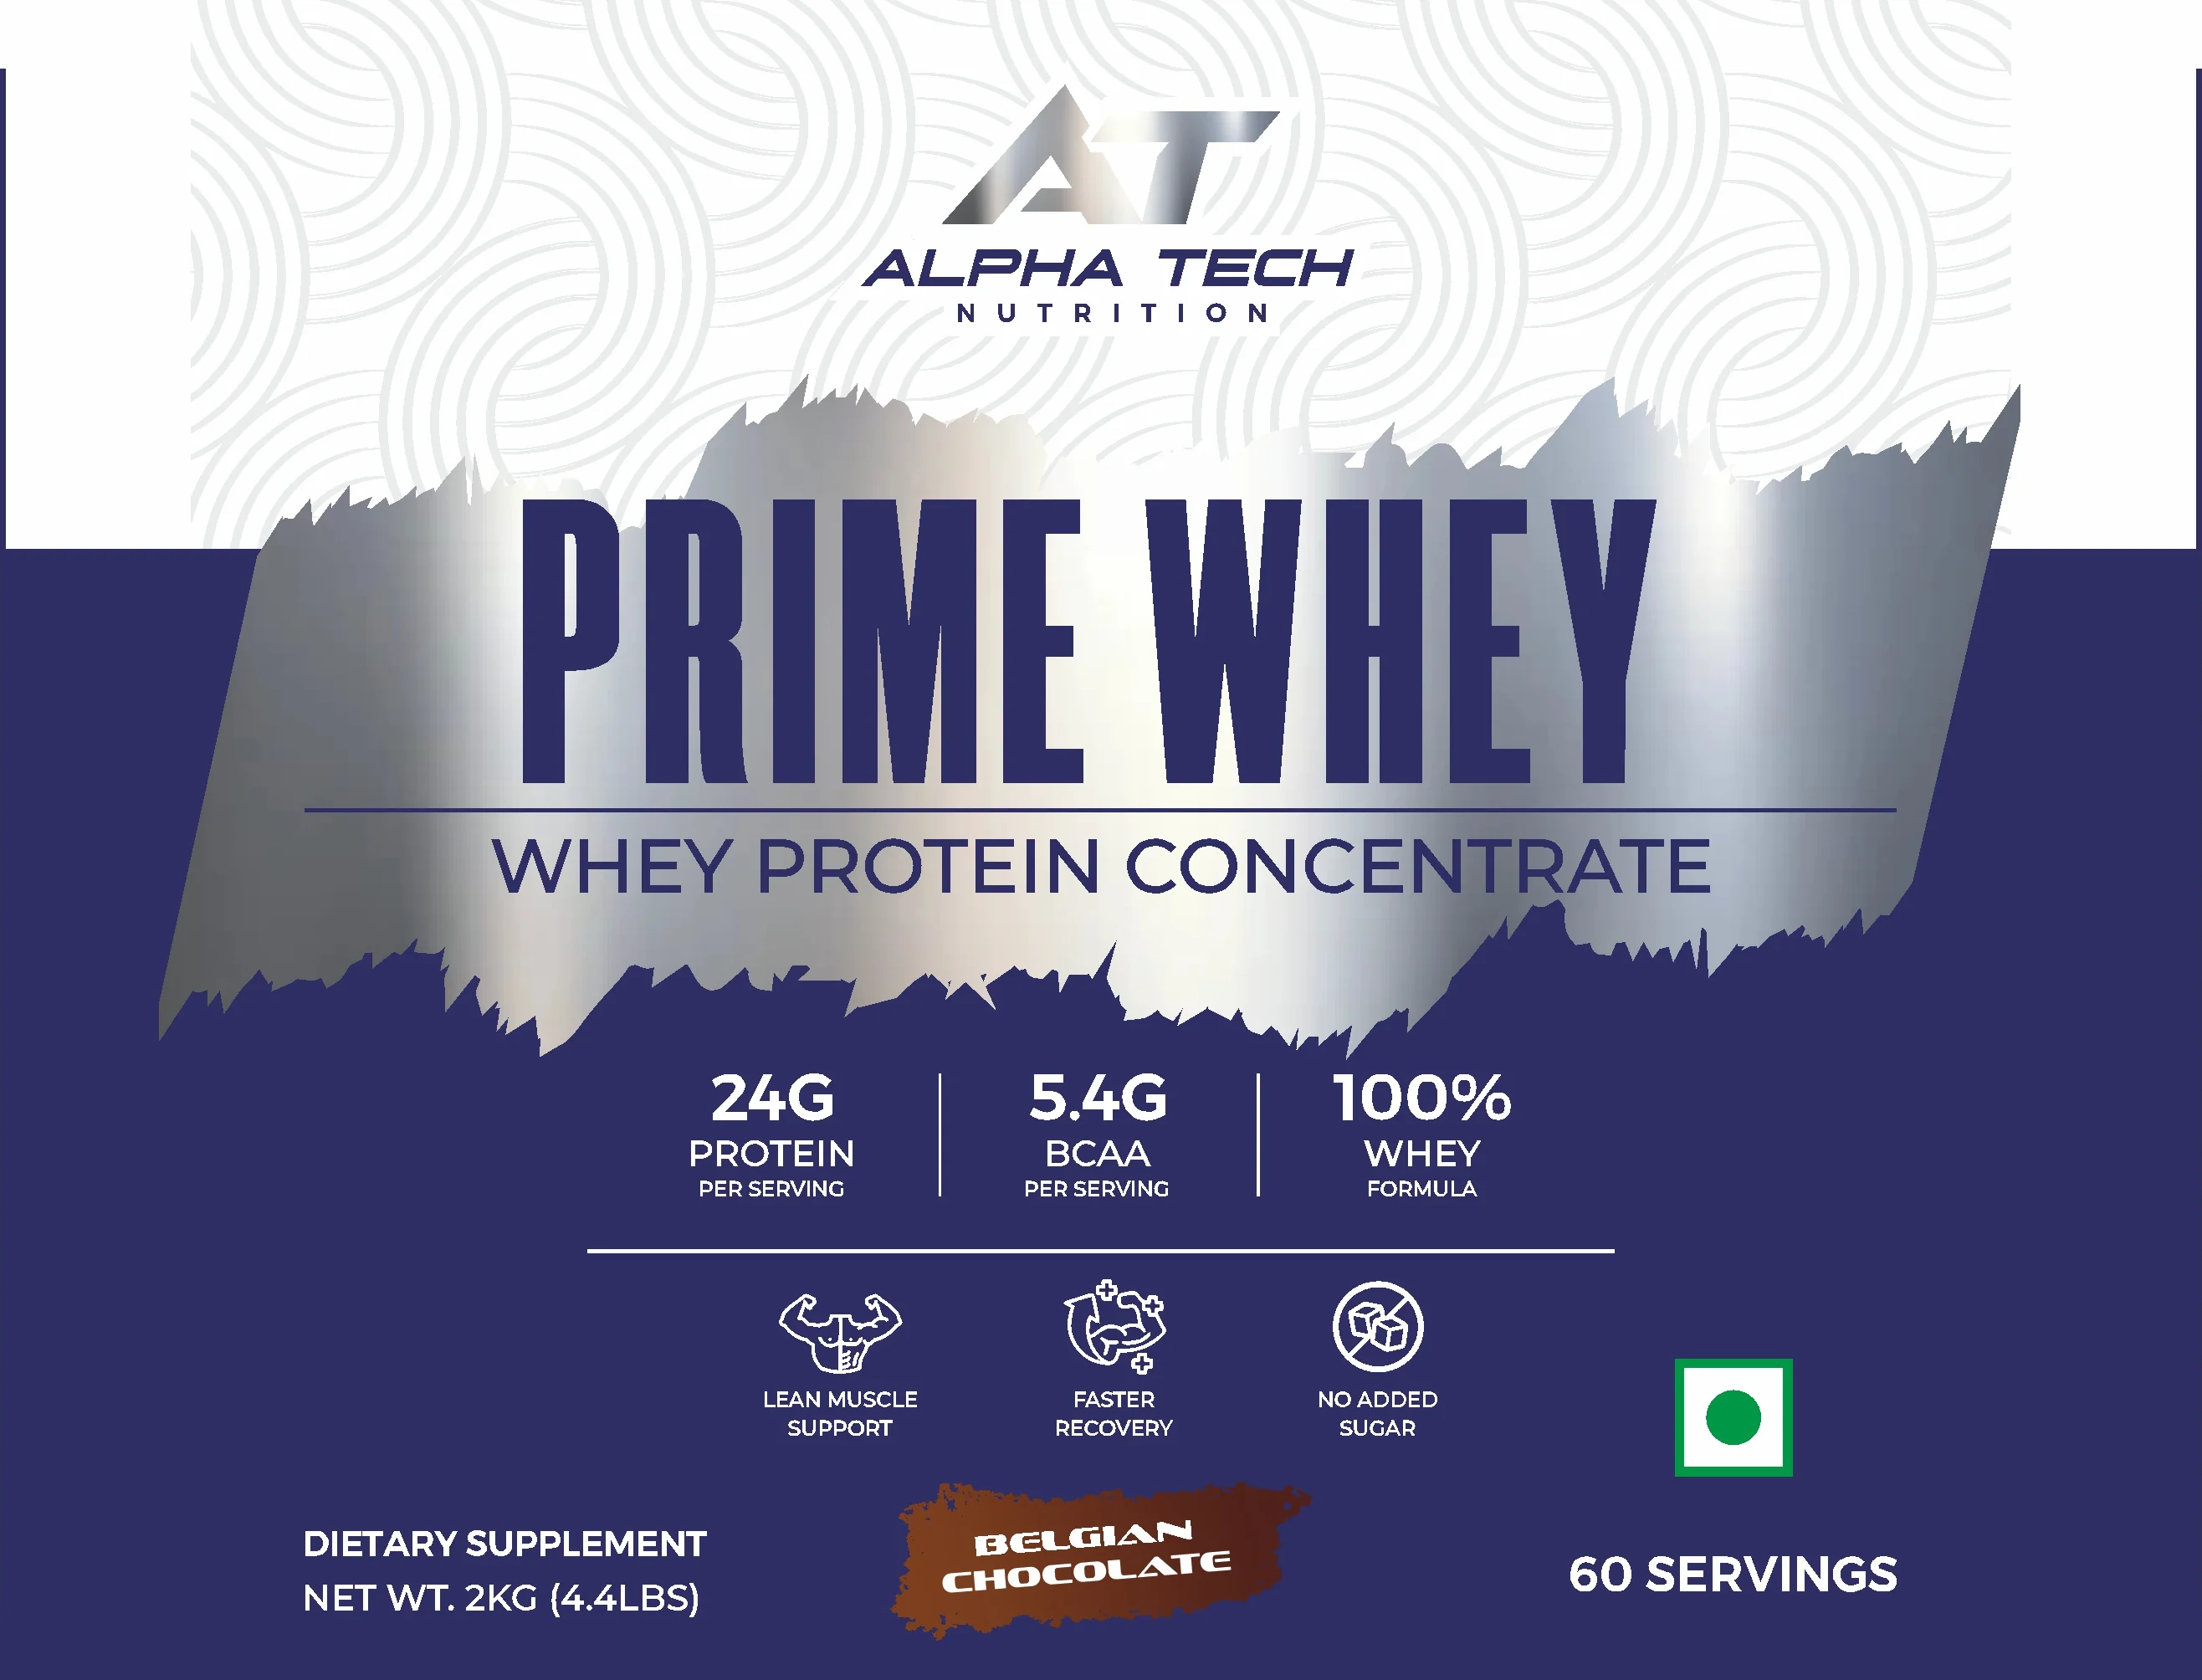 AT
ALPHA TECH
NUTRITION
PRIME WHEY
WHEY PROTEIN CONCENTRATE
24G
PROTEIN
PER SERVING
5.4G
BCAA
PER SERVING
100%
WHEY
FORMULA
LEAN MUSCLE
SUPPORT
FASTER
RECOVERY
NO ADDED
SUGAR
DIETARY SUPPLEMENT
NET WT. 2KG (4.4LBS)
BELGIAN
CHOCOLATE
60 SERVINGS